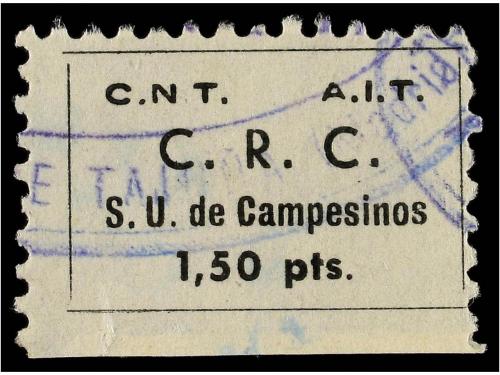 C.N.T. A.I.T.
C. R. C.
S. U. de Campesinos
1,50 pts.